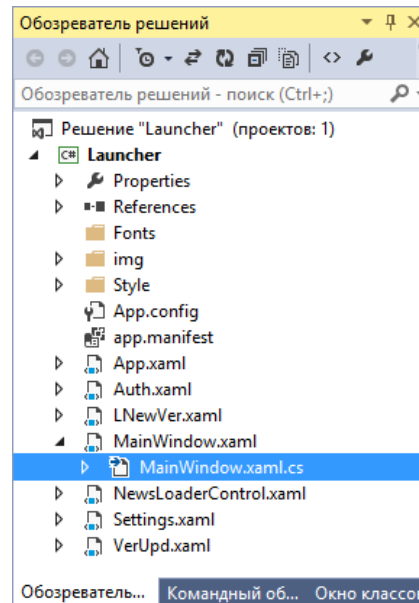 Обозреватель решений
Обозреватель решений - поиск (Ctrl+;)
Решение "Launcher" (проектов: 1)
C# Launcher
Properties
References
Fonts
img
Style
App.config
app.manifest
App.xaml
Auth.xaml
LNewVer.xaml
MainWindow.xaml
MainWindow.xaml.cs
NewsLoaderControl.xaml
Settings.xaml
VerUpd.xaml
Обозреватель... Командный об... Окно классов